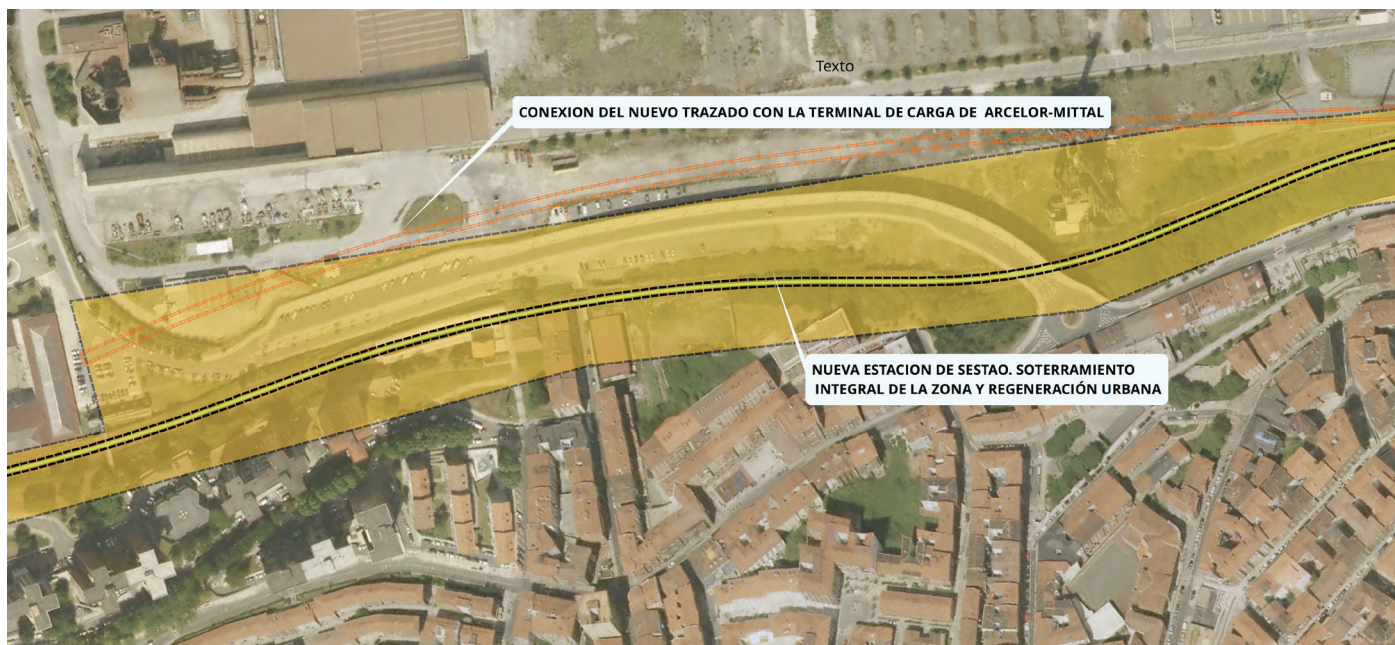 Texto
CONEXION DEL NUEVO TRAZADO CON LA TERMINAL DE CARGA DE ARCELOR-MITTAL
NUEVA ESTACION DE SESTAO. SOTERRAMIENTO
INTEGRAL DE LA ZONA Y REGENERACIÓN URBANA